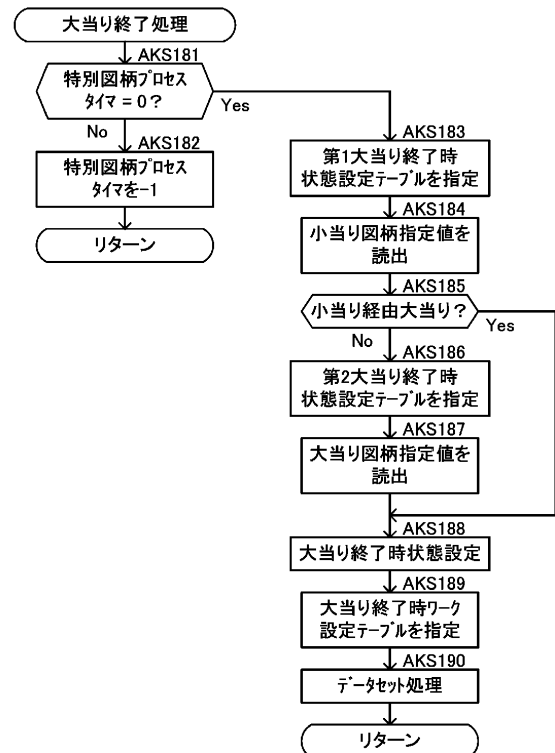 大当り終了処理
AKS181
特別図柄プロセス
タイマ = 0?
Yes
No
AKS182
特別図柄プロセス
タイマを-1
リターン
AKS183
第1大当り終了時
状態設定テーブルを指定
AKS184
小当り図柄指定値を
読出
AKS185
小当り経由大当り?
Yes
No
AKS186
第2大当り終了時
状態設定テーブルを指定
AKS187
大当り図柄指定値を
読出
AKS188
大当り終了時状態設定
AKS189
大当り終了時ワーク
設定テーブルを指定
AKS190
データセット処理
リターン